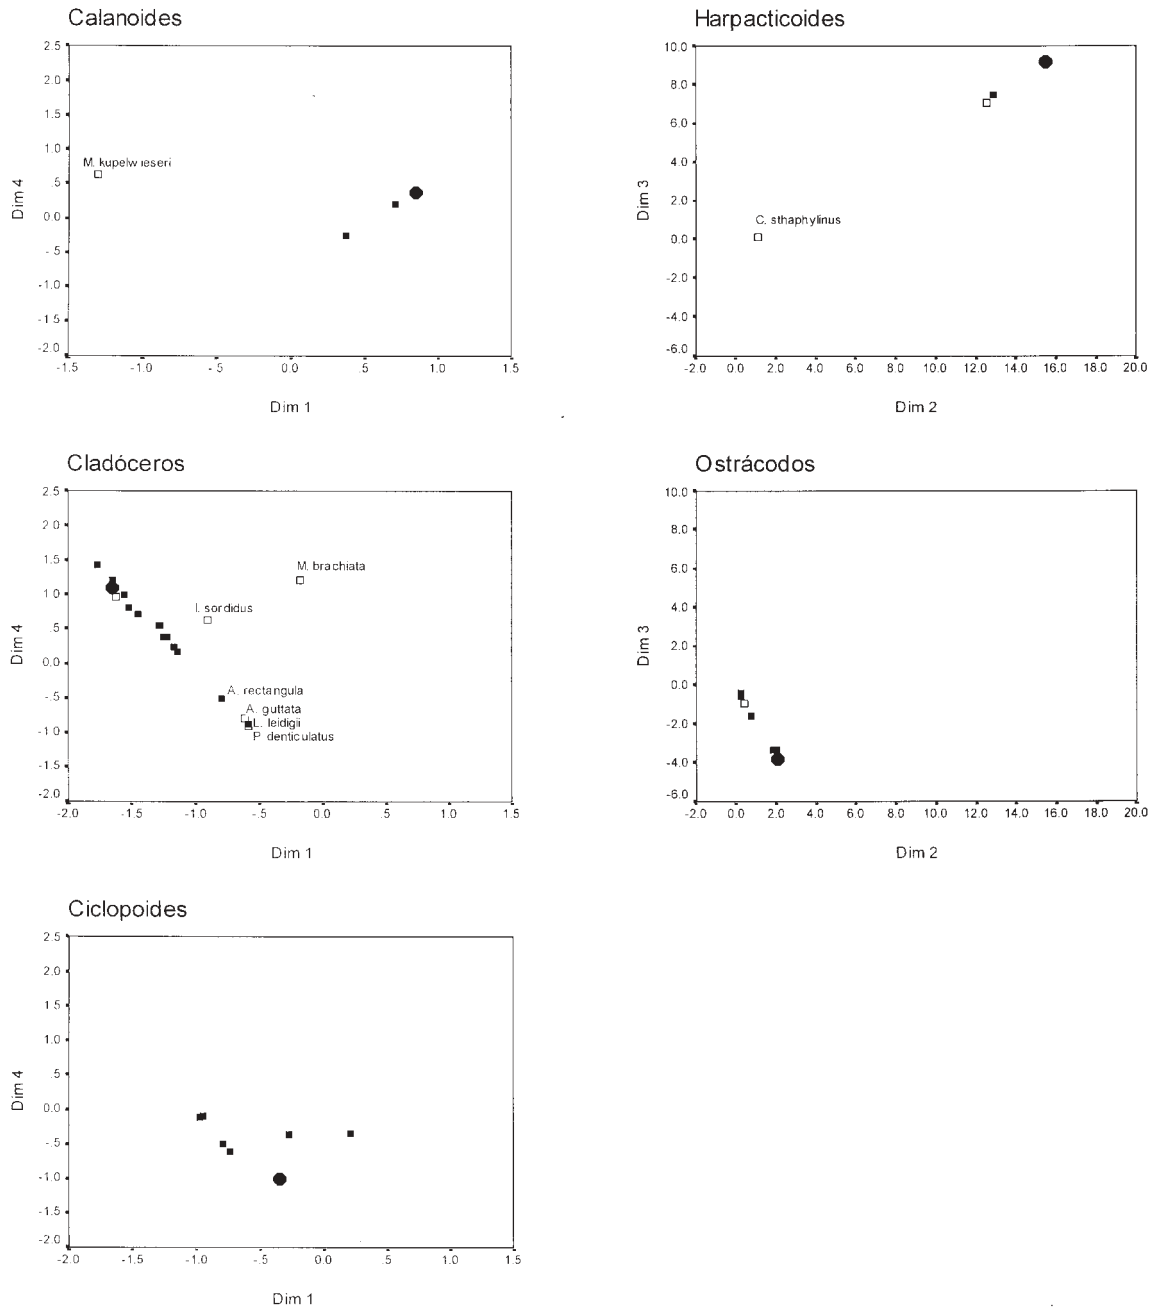 Calanoides
2.5
2.0
1.5
1.0
.5
0.0
-.5
-1.0
-1.5
-2.0
Dim 4
M. kupelwieseri
-1.5 -1.0 -.5 0.0 .5 1.0 1.5
Dim 1
Harpacticoides
10.0
8.0
6.0
4.0
2.0
0.0
-2.0
-4.0
-6.0
Dim 3
C. sthaphylinus
-2.0 0.0 2.0 4.0 6.0 8.0 10.0 12.0 14.0 16.0 18.0 20.0
Dim 2
Cladóceros
2.5
2.0
1.5
1.0
.5
0.0
-.5
-1.0
-1.5
-2.0
Dim 4
M. brachiata
I. sordidus
A. rectangula
A. guttata
L. leidigii
P. denticulatus
-2.0 -1.5 -1.0 -.5 0.0 .5 1.0 1.5
Dim 1
Ostrácodos
10.0
8.0
6.0
4.0
2.0
0.0
-2.0
-4.0
-6.0
Dim 3
-2.0 0.0 2.0 4.0 6.0 8.0 10.0 12.0 14.0 16.0 18.0 20.0
Dim 2
Ciclopoides
2.5
2.0
1.5
1.0
.5
0.0
-.5
-1.0
-1.5
-2.0
Dim 4
-2.0 -1.5 -1.0 -.5 0.0 .5 1.0 1.5
Dim 1